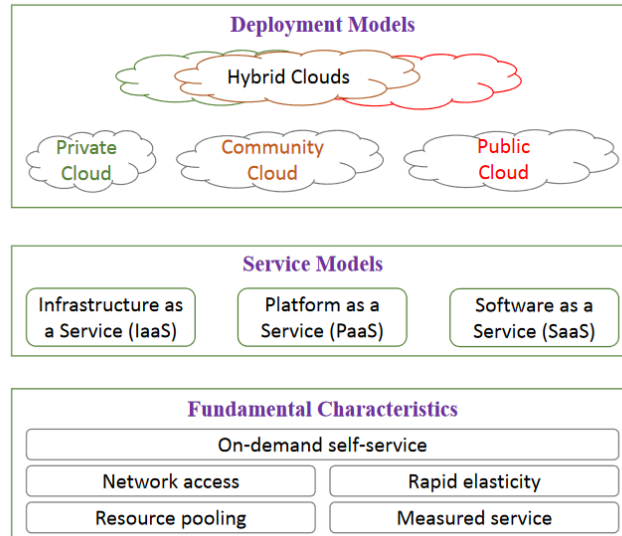 Deployment Models
Hybrid Clouds
Private
Cloud
Community
Cloud
Public
Cloud
Service Models
Infrastructure as
a Service (IaaS)
Platform as a
Service (PaaS)
Software as a
Service (SaaS)
Fundamental Characteristics
On-demand self-service
Network access
Rapid elasticity
Resource pooling
Measured service